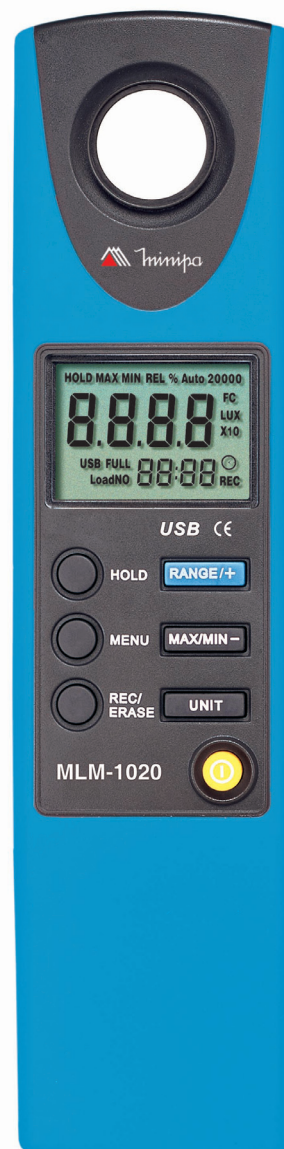 Minipa
HOLD MAX MIN REL % Auto 20000
8.8.8.8 FC
LUX
X10
USB FULL
LoadNO 88:88 REC
USB CE
HOLD RANGE/+
MENU MAX/MIN −
REC/
ERASE UNIT
MLM-1020